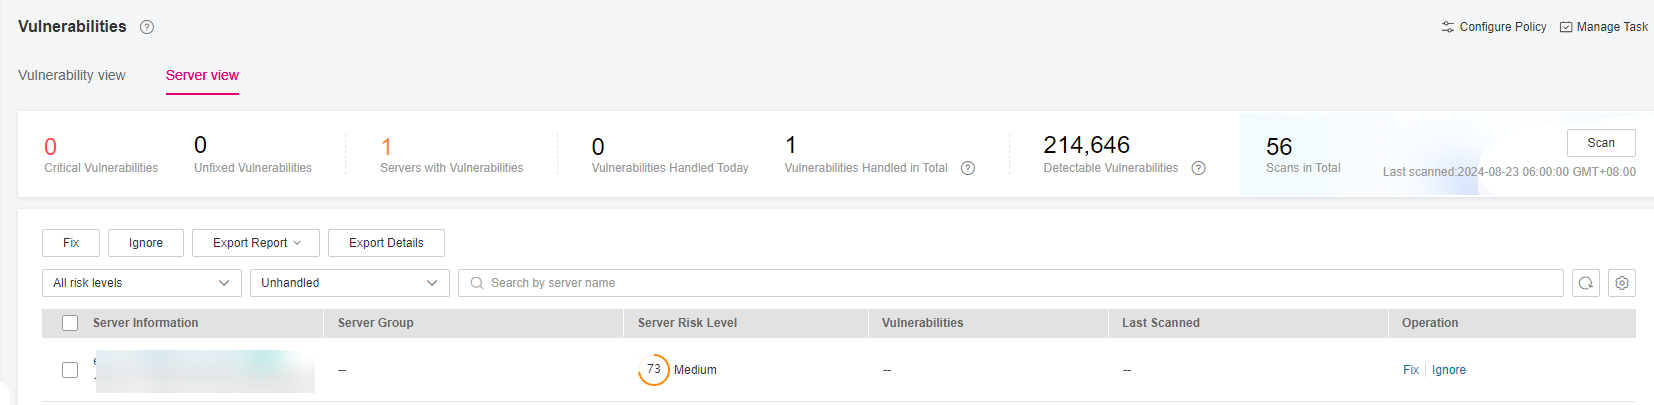 Vulnerabilities ?
Configure Policy Manage Task
Vulnerability view Server view
0 0 1 0 1 214,646 56 Scan
Critical Vulnerabilities Unfixed Vulnerabilities Servers with Vulnerabilities Vulnerabilities Handled Today Vulnerabilities Handled in Total ? Detectable Vulnerabilities ? Scans in Total Last scanned:2024-08-23 06:00:00 GMT+08:00
Fix Ignore Export Report Export Details
All risk levels Unhandled Search by server name
Server Information Server Group Server Risk Level Vulnerabilities Last Scanned Operation
-- 73 Medium -- -- Fix Ignore